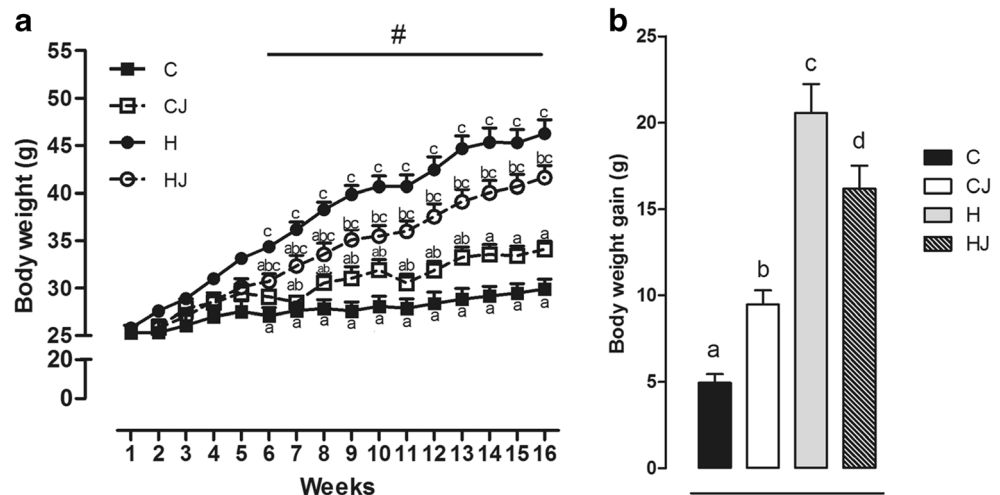 a
#
55
50
45
40
35
30
25
20
0
Body weight (g)
C
CJ
H
HJ
c c c c c c c c c c c
abc abc abc bc bc bc bc bc bc bc bc
ab ab ab ab ab ab ab a a a
a a a a a a a a a a a
1 2 3 4 5 6 7 8 9 10 11 12 13 14 15 16
Weeks
b
25
20
15
10
5
0
Body weight gain (g)
a
b
c
d
C
CJ
H
HJ